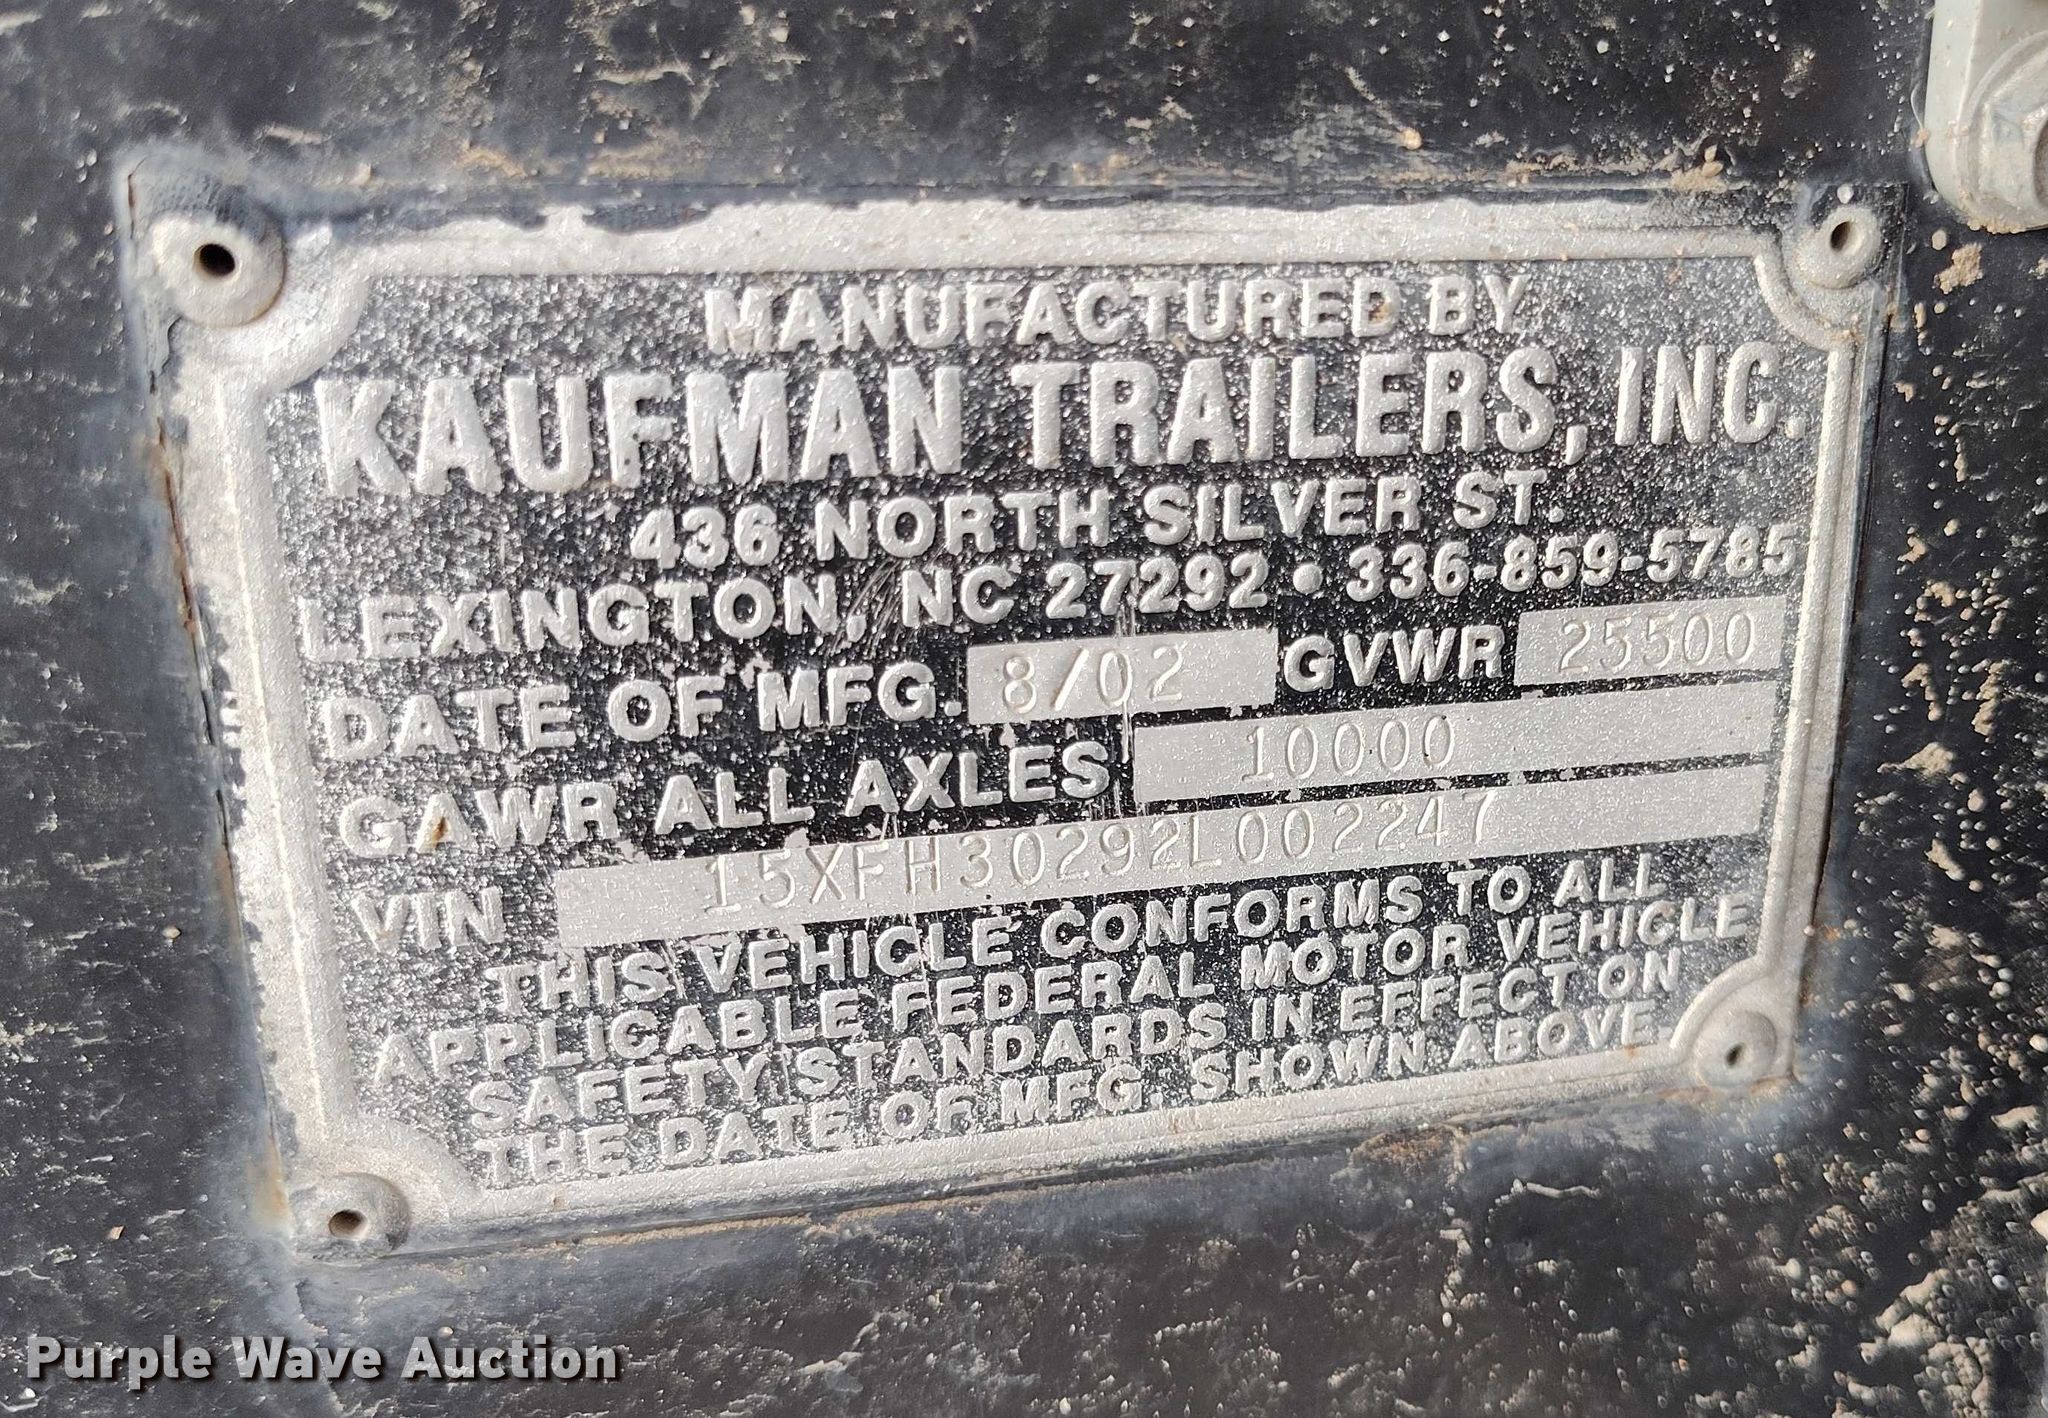 MANUFACTURED BY
KAUFMAN TRAILERS, INC.
436 NORTH SILVER ST.
LEXINGTON, NC 27292 • 336-859-5785
DATE OF MFG. 8/02 GVWR 25500
GAWR ALL AXLES 10000
VIN 15XFH30292L002247
THIS VEHICLE CONFORMS TO ALL
APPLICABLE FEDERAL MOTOR VEHICLE
SAFETY STANDARDS IN EFFECT ON
THE DATE OF MFG. SHOWN ABOVE.
Purple Wave Auction